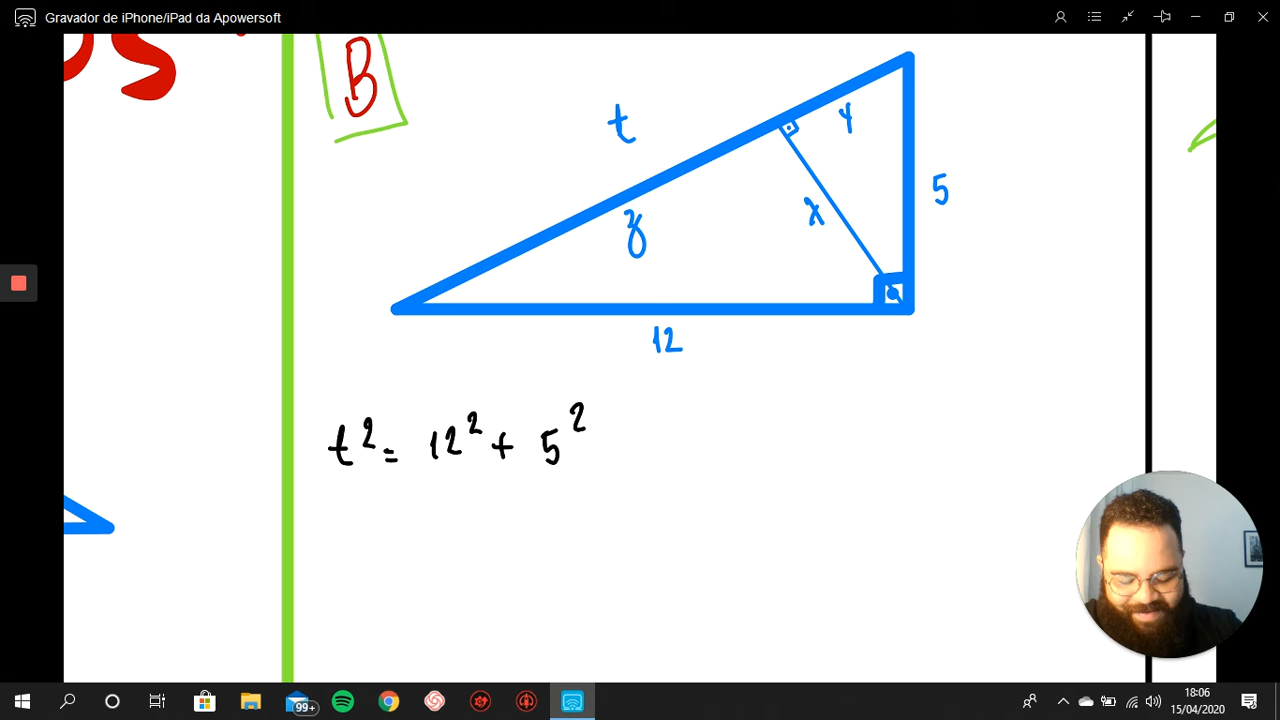 Gravador de iPhone/iPad da Apowersoft
B
t
y
5
x
z
12
t² = 12² + 5²
99+
18:06
15/04/2020